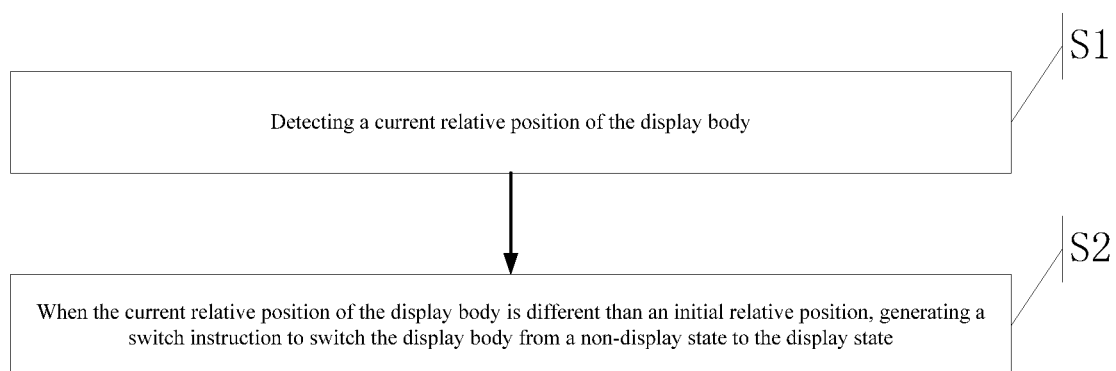 S1
Detecting a current relative position of the display body
S2
When the current relative position of the display body is different than an initial relative position, generating a
switch instruction to switch the display body from a non-display state to the display state